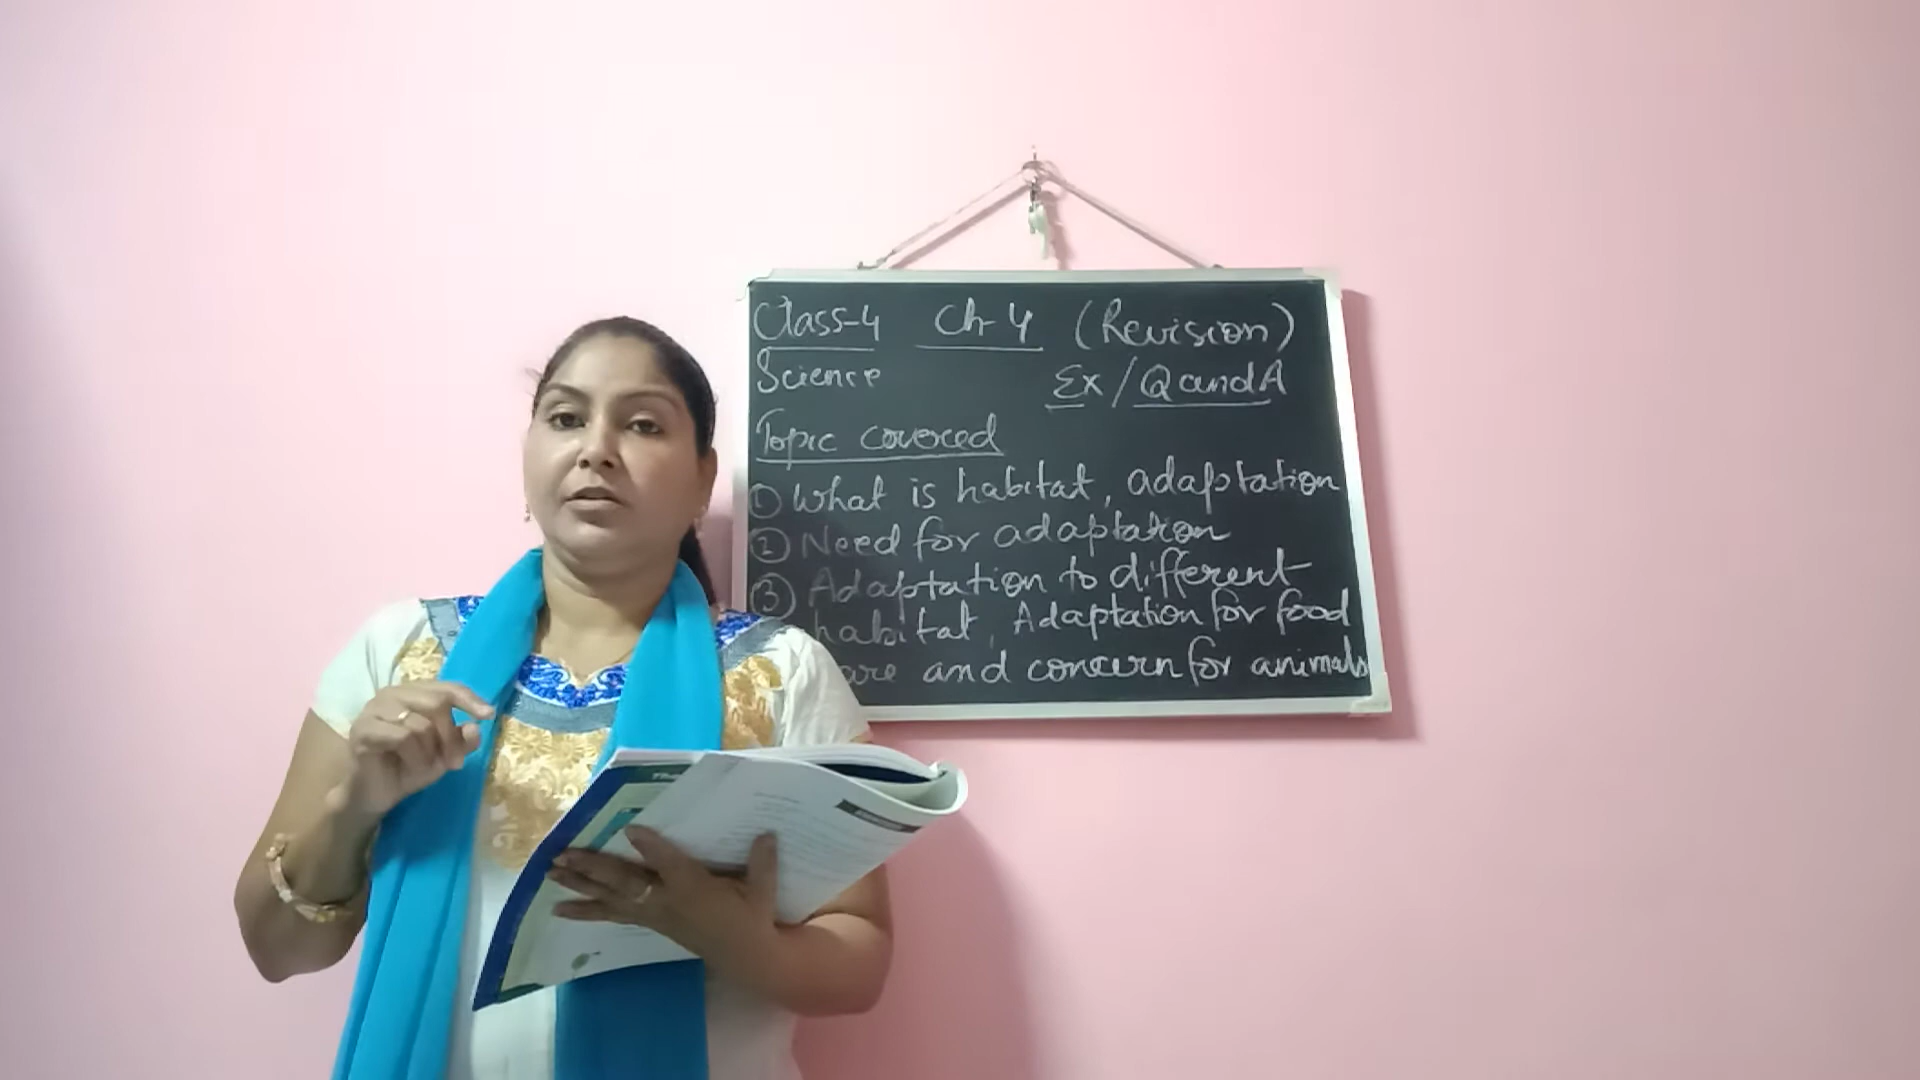 Class-4 Ch 4 (Revision)
Science Ex/Q and A
Topic covered
① What is habitat, adaptation
② Need for adaptation
③ Adaptation to different
habitat, Adaptation for food
and concern for animals